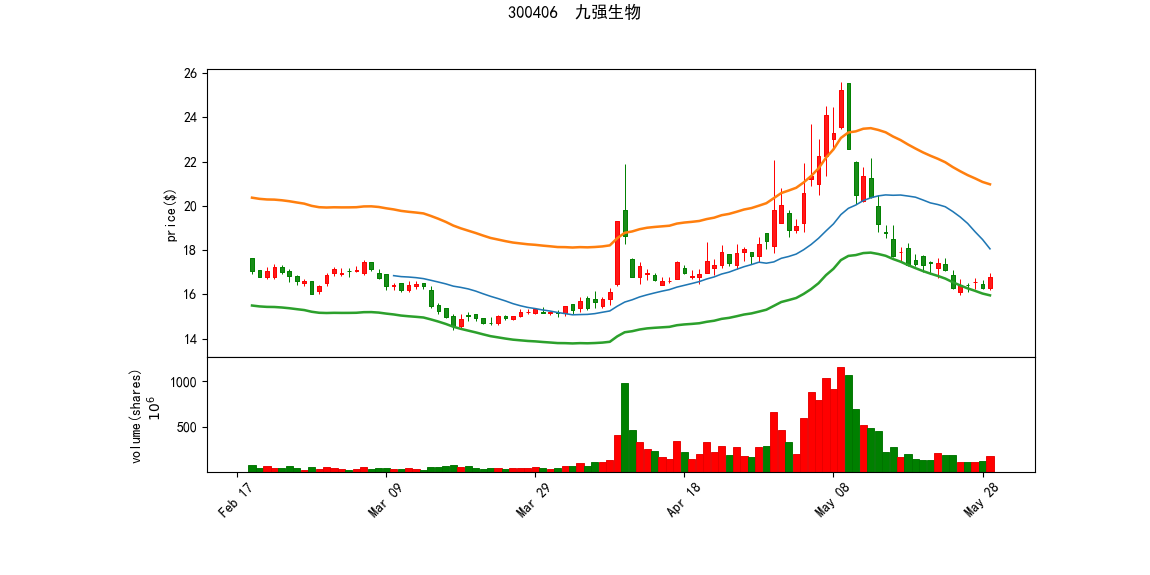 300406 九强生物
26
24
22
20
18
16
14
price($)
1000
500
volume(shares)
10^6
Feb 17
Mar 09
Mar 29
Apr 18
May 08
May 28